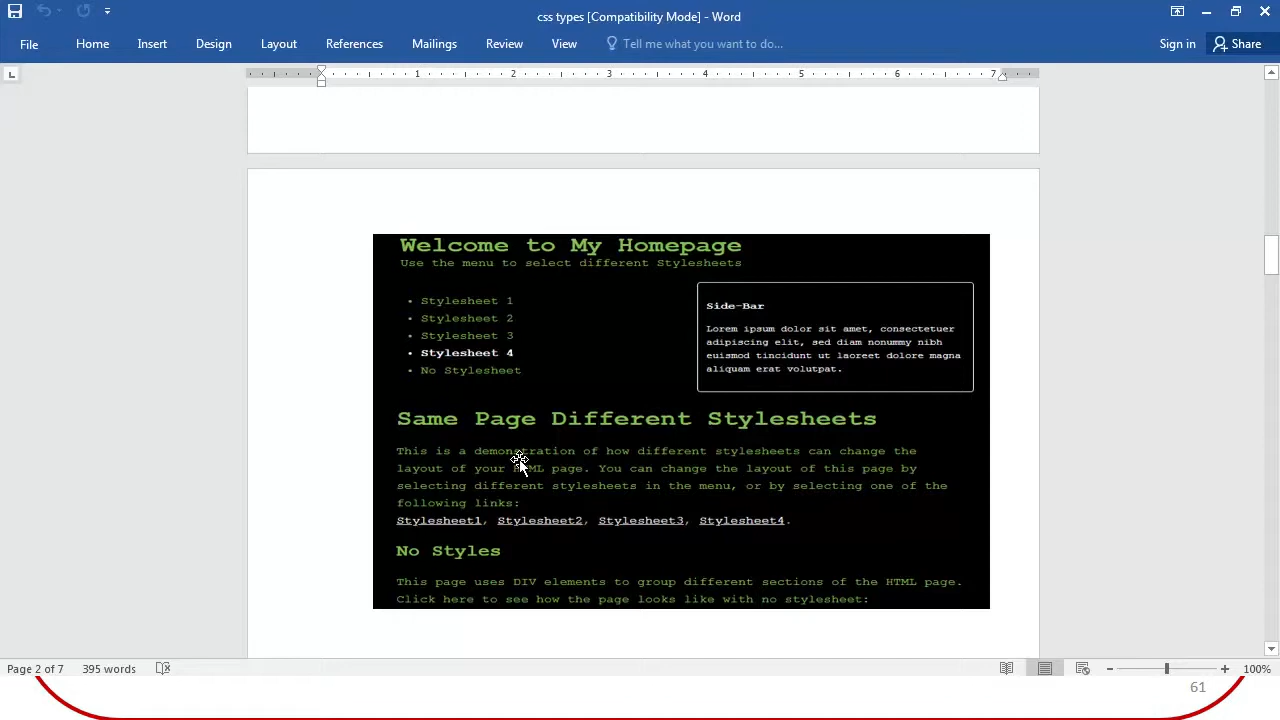 css types [Compatibility Mode] - Word
File Home Insert Design Layout References Mailings Review View Tell me what you want to do... Sign in Share
1 2 3 4 5 6 7
Welcome to My Homepage
Use the menu to select different Stylesheets
• Stylesheet 1
• Stylesheet 2
• Stylesheet 3
• Stylesheet 4
• No Stylesheet
Side-Bar
Lorem ipsum dolor sit amet, consectetuer
adipiscing elit, sed diam nonummy nibh
euismod tincidunt ut laoreet dolore magna
aliquam erat volutpat.
Same Page Different Stylesheets
This is a demonstration of how different stylesheets can change the
layout of your HTML page. You can change the layout of this page by
selecting different stylesheets in the menu, or by selecting one of the
following links:
Stylesheet1, Stylesheet2, Stylesheet3, Stylesheet4.
No Styles
This page uses DIV elements to group different sections of the HTML page.
Click here to see how the page looks like with no stylesheet:
Page 2 of 7 395 words 100%
61